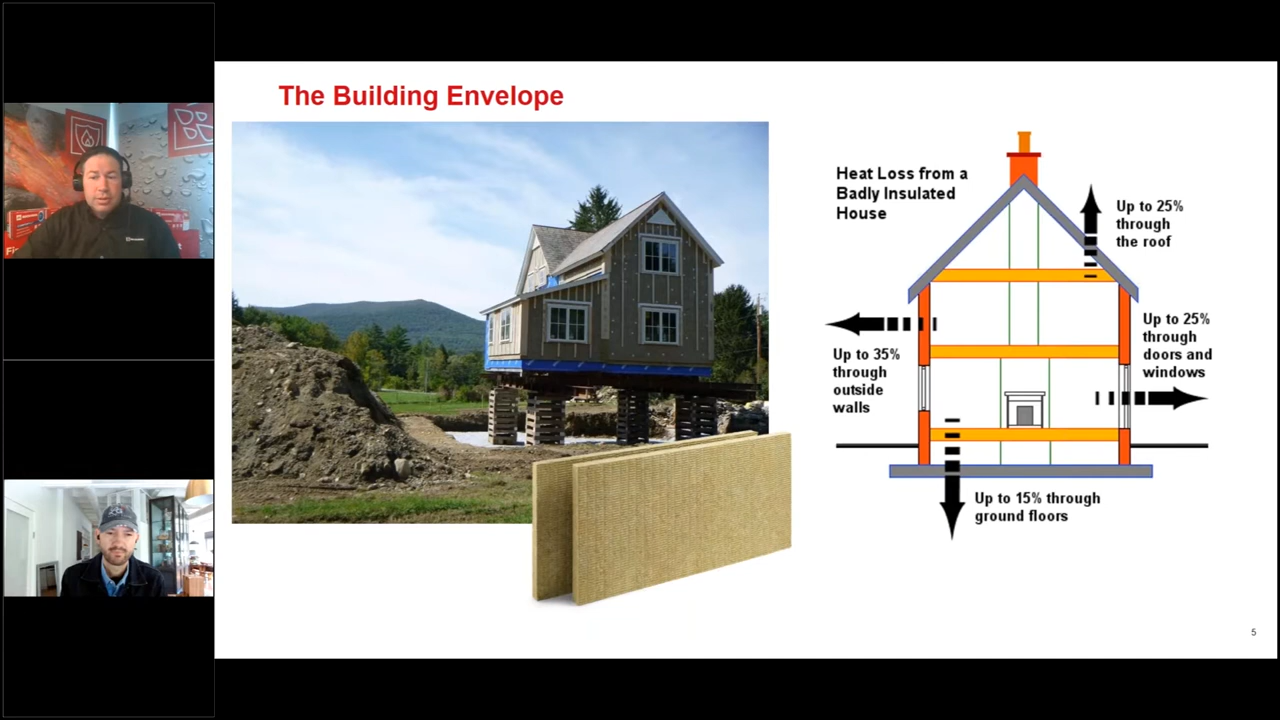 The Building Envelope
Heat Loss from a
Badly Insulated
House
Up to 25%
through
the roof
Up to 35%
through
outside
walls
Up to 25%
through
doors and
windows
Up to 15% through
ground floors
5